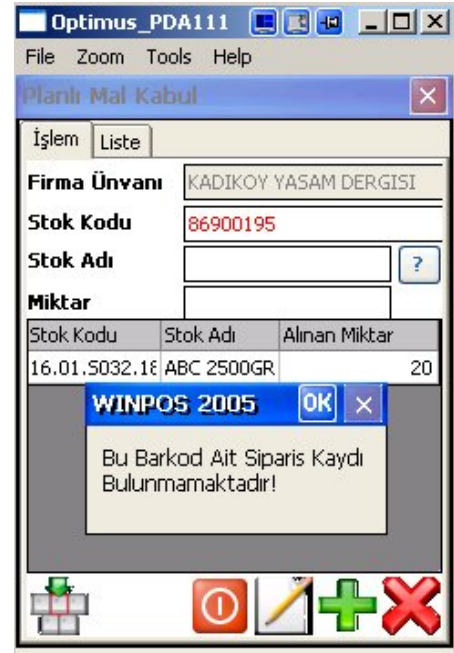 Optimus_PDA111
File Zoom Tools Help
Planlı Mal Kabul
İşlem Liste
Firma Ünvanı KADIKOY YASAM DERGISI
Stok Kodu 86900195
Stok Adı ?
Miktar
Stok Kodu Stok Adı Alınan Miktar
16.01.S032.18 ABC 2500GR 20
WINPOS 2005 OK
Bu Barkod Ait Siparis Kaydı
Bulunmamaktadır!